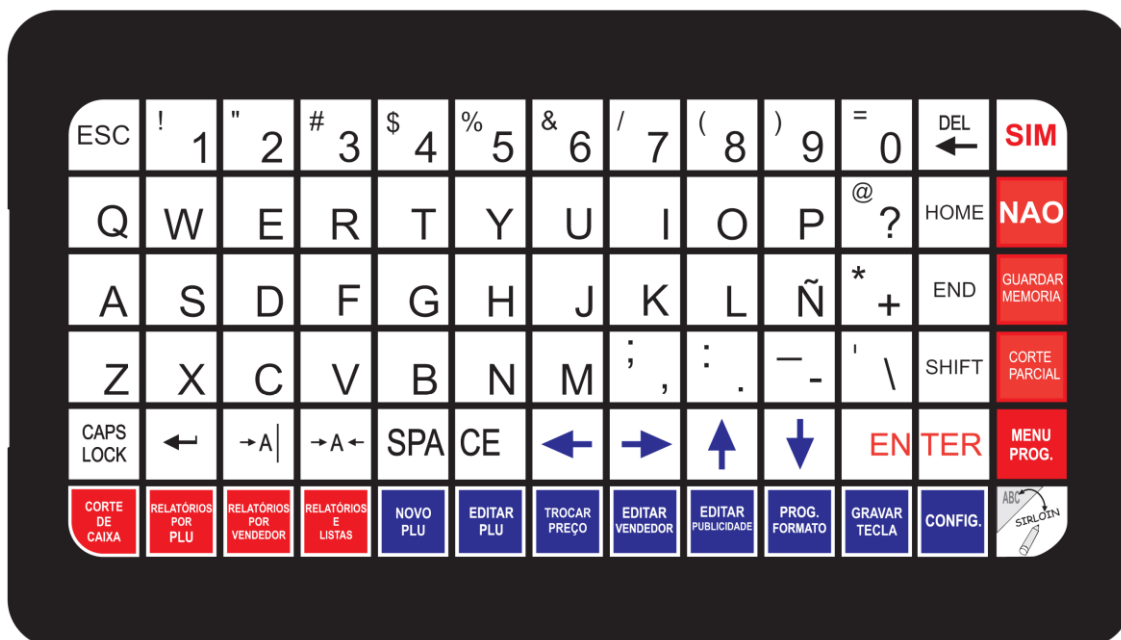 ESC ! 1 " 2 # 3 $ 4 % 5 & 6 / 7 ( 8 ) 9 = 0 DEL SIM
Q W E R T Y U I O P @ ? HOME NAO
A S D F G H J K L Ñ * + END GUARDAR MEMORIA
Z X C V B N M ; , : . _ - ' \ SHIFT CORTE PARCIAL
CAPS LOCK ↵ →A| →A← SPA CE ← → ↑ ↓ EN TER MENU PROG.
CORTE DE CAIXA RELATÓRIOS POR PLU RELATÓRIOS POR VENDEDOR RELATÓRIOS E LISTAS NOVO PLU EDITAR PLU TROCAR PREÇO EDITAR VENDEDOR EDITAR PUBLICIDADE PROG. FORMATO GRAVAR TECLA CONFIG. ABC SIRLOIN